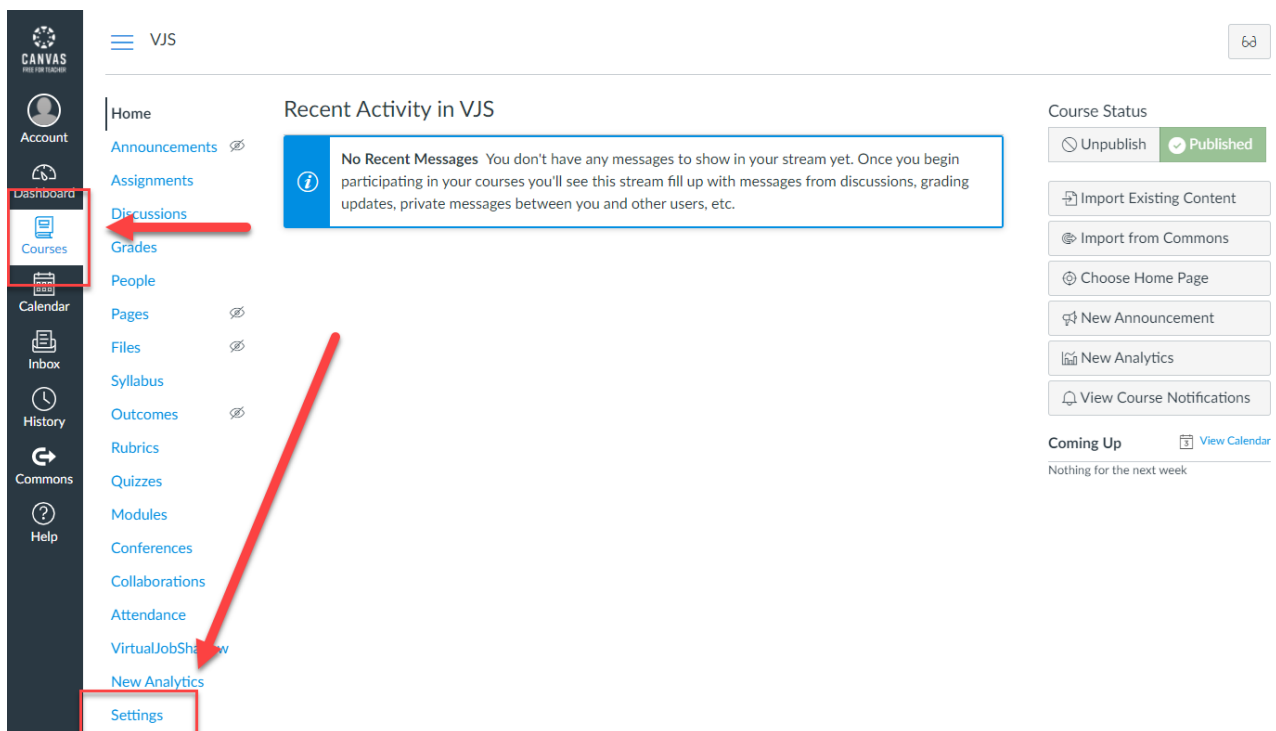 CANVAS
FREE FOR TEACHER
Account
Dashboard
Courses
Calendar
Inbox
History
Commons
Help
VJS
Home
Announcements
Assignments
Discussions
Grades
People
Pages
Files
Syllabus
Outcomes
Rubrics
Quizzes
Modules
Conferences
Collaborations
Attendance
New Analytics
Settings
Recent Activity in VJS
No Recent Messages You don't have any messages to show in your stream yet. Once you begin
participating in your courses you'll see this stream fill up with messages from discussions, grading
updates, private messages between you and other users, etc.
Course Status
Unpublish Published
Import Existing Content
Import from Commons
Choose Home Page
New Announcement
New Analytics
View Course Notifications
Coming Up View Calendar
Nothing for the next week